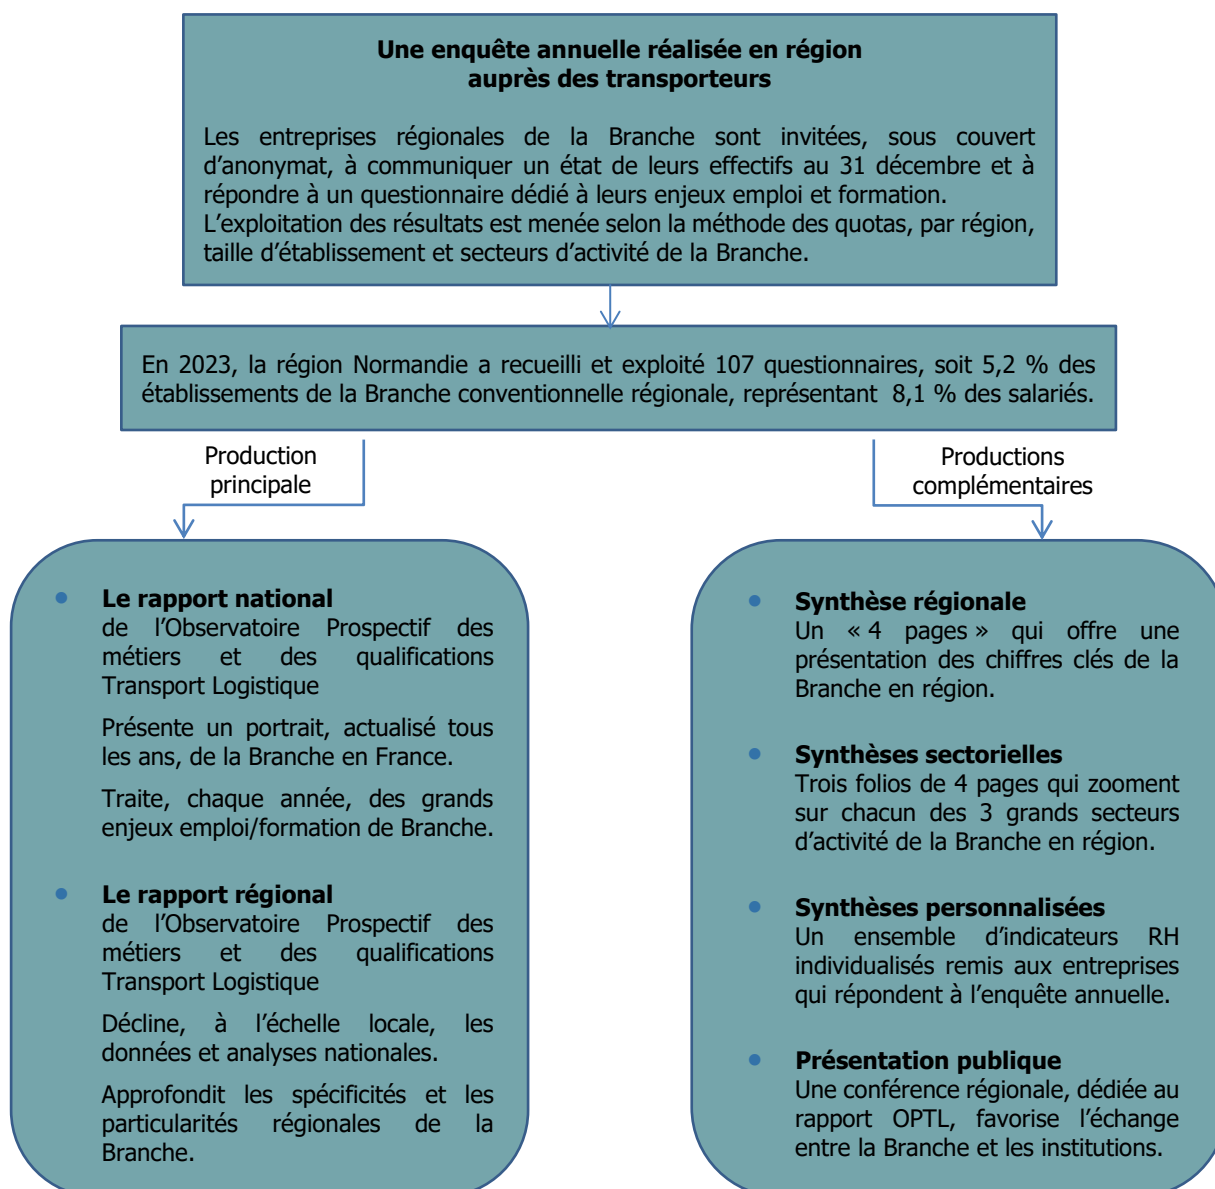 Une enquête annuelle réalisée en région
auprès des transporteurs
Les entreprises régionales de la Branche sont invitées, sous couvert
d’anonymat, à communiquer un état de leurs effectifs au 31 décembre et à
répondre à un questionnaire dédié à leurs enjeux emploi et formation.
L’exploitation des résultats est menée selon la méthode des quotas, par région,
taille d’établissement et secteurs d’activité de la Branche.
En 2023, la région Normandie a recueilli et exploité 107 questionnaires, soit 5,2 % des
établissements de la Branche conventionnelle régionale, représentant 8,1 % des salariés.
Production
principale
Productions
complémentaires
• Le rapport national
de l’Observatoire Prospectif des
métiers et des qualifications
Transport Logistique
Présente un portrait, actualisé tous
les ans, de la Branche en France.
Traite, chaque année, des grands
enjeux emploi/formation de Branche.
• Le rapport régional
de l’Observatoire Prospectif des
métiers et des qualifications
Transport Logistique
Décline, à l’échelle locale, les
données et analyses nationales.
Approfondit les spécificités et les
particularités régionales de la
Branche.
• Synthèse régionale
Un « 4 pages » qui offre une
présentation des chiffres clés de la
Branche en région.
• Synthèses sectorielles
Trois folios de 4 pages qui zooment
sur chacun des 3 grands secteurs
d’activité de la Branche en région.
• Synthèses personnalisées
Un ensemble d’indicateurs RH
individualisés remis aux entreprises
qui répondent à l’enquête annuelle.
• Présentation publique
Une conférence régionale, dédiée au
rapport OPTL, favorise l’échange
entre la Branche et les institutions.